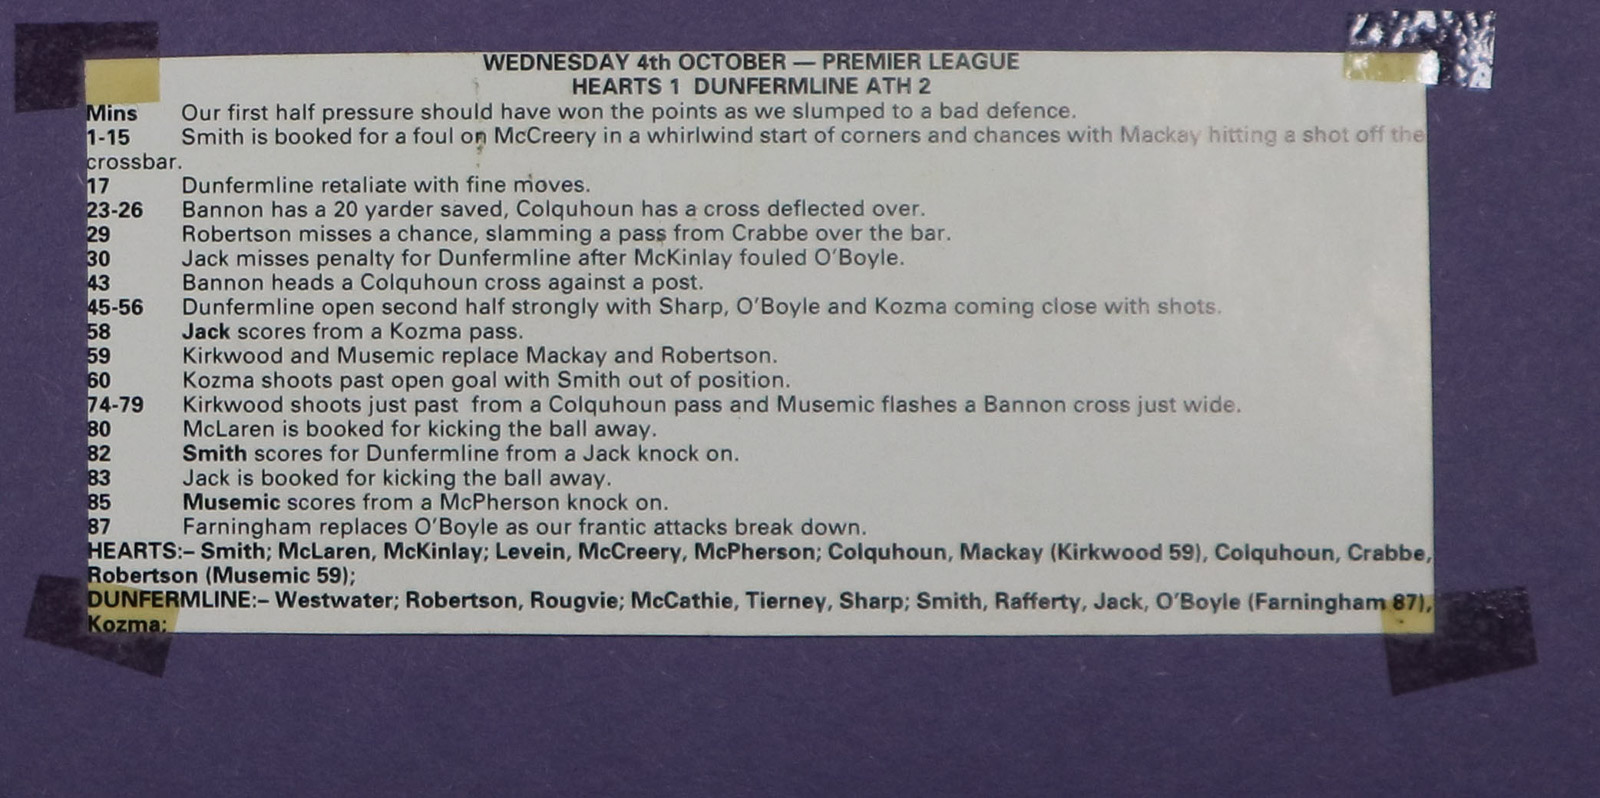 WEDNESDAY 4th OCTOBER — PREMIER LEAGUE
HEARTS 1 DUNFERMLINE ATH 2
Mins Our first half pressure should have won the points as we slumped to a bad defence.
1-15 Smith is booked for a foul on McCreery in a whirlwind start of corners and chances with Mackay hitting a shot off the
crossbar.
17 Dunfermline retaliate with fine moves.
23-26 Bannon has a 20 yarder saved, Colquhoun has a cross deflected over.
29 Robertson misses a chance, slamming a pass from Crabbe over the bar.
30 Jack misses penalty for Dunfermline after McKinlay fouled O'Boyle.
43 Bannon heads a Colquhoun cross against a post.
45-56 Dunfermline open second half strongly with Sharp, O'Boyle and Kozma coming close with shots.
58 Jack scores from a Kozma pass.
59 Kirkwood and Musemic replace Mackay and Robertson.
60 Kozma shoots past open goal with Smith out of position.
74-79 Kirkwood shoots just past from a Colquhoun pass and Musemic flashes a Bannon cross just wide.
80 McLaren is booked for kicking the ball away.
82 Smith scores for Dunfermline from a Jack knock on.
83 Jack is booked for kicking the ball away.
85 Musemic scores from a McPherson knock on.
87 Farningham replaces O'Boyle as our frantic attacks break down.
HEARTS:– Smith; McLaren, McKinlay; Levein, McCreery, McPherson; Colquhoun, Mackay (Kirkwood 59), Colquhoun, Crabbe,
Robertson (Musemic 59);
DUNFERMLINE:– Westwater; Robertson, Rougvie; McCathie, Tierney, Sharp; Smith, Rafferty, Jack, O'Boyle (Farningham 87),
Kozma;